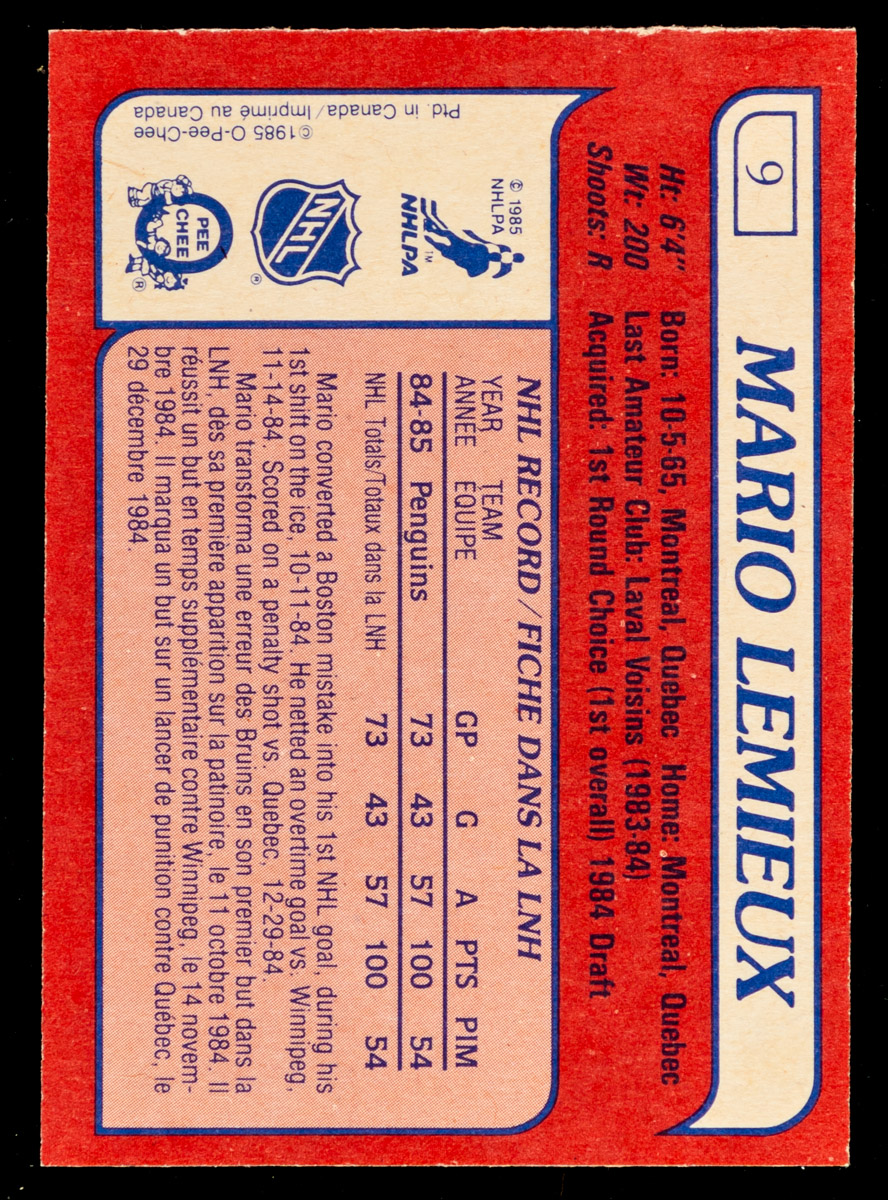 9
MARIO LEMIEUX
Ht: 6'4" Born: 10-5-65, Montreal, Quebec Home: Montreal, Quebec
Wt: 200 Last Amateur Club: Laval Voisins (1983-84)
Shoots: R Acquired: 1st Round Choice (1st overall) 1984 Draft
© 1985
NHLPA
NHLPA
TM
NHL
®
PEE
CHEE
®
©1985 O-Pee-Chee
Ptd. in Canada/Imprimé au Canada
NHL RECORD/FICHE DANS LA LNH
YEAR TEAM
ANNÉE ÉQUIPE GP G A PTS PIM
84-85 Penguins 73 43 57 100 54
NHL Totals/Totaux dans la LNH 73 43 57 100 54
Mario converted a Boston mistake into his 1st NHL goal, during his
1st shift on the ice, 10-11-84. He netted an overtime goal vs. Winnipeg,
11-14-84. Scored on a penalty shot vs. Quebec, 12-29-84.
Mario transforma une erreur des Bruins en son premier but dans la
LNH, dès sa première apparition sur la patinoire, le 11 octobre 1984. Il
réussit un but en temps supplémentaire contre Winnipeg, le 14 novem-
bre 1984. Il marqua un but sur un lancer de punition contre Québec, le
29 décembre 1984.